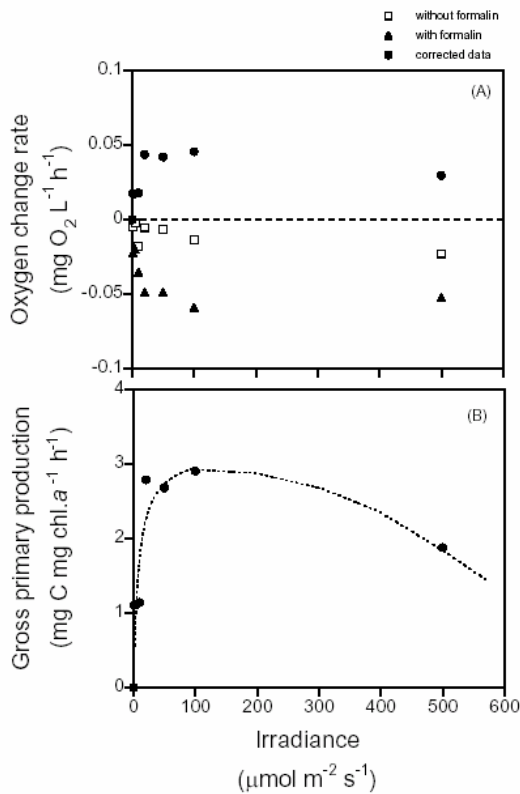 without formalin
with formalin
corrected data
0.1
(A)
0.05
0
-0.05
-0.1
Oxygen change rate
(mg O₂ L⁻¹ h⁻¹)
4
(B)
3
2
1
0
Gross primary production
(mg C mg chl.a⁻¹ h⁻¹)
0 100 200 300 400 500 600
Irradiance
(μmol m⁻² s⁻¹)